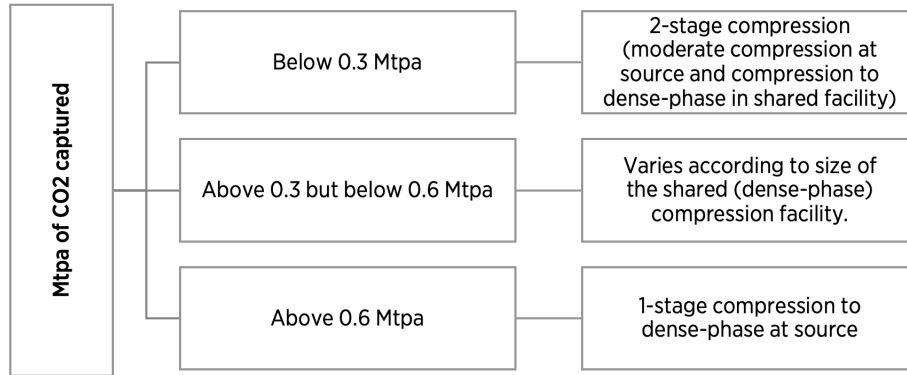 Mtpa of CO2 captured
Below 0.3 Mtpa
2-stage compression
(moderate compression at
source and compression to
dense-phase in shared facility)
Above 0.3 but below 0.6 Mtpa
Varies according to size of
the shared (dense-phase)
compression facility.
Above 0.6 Mtpa
1-stage compression to
dense-phase at source